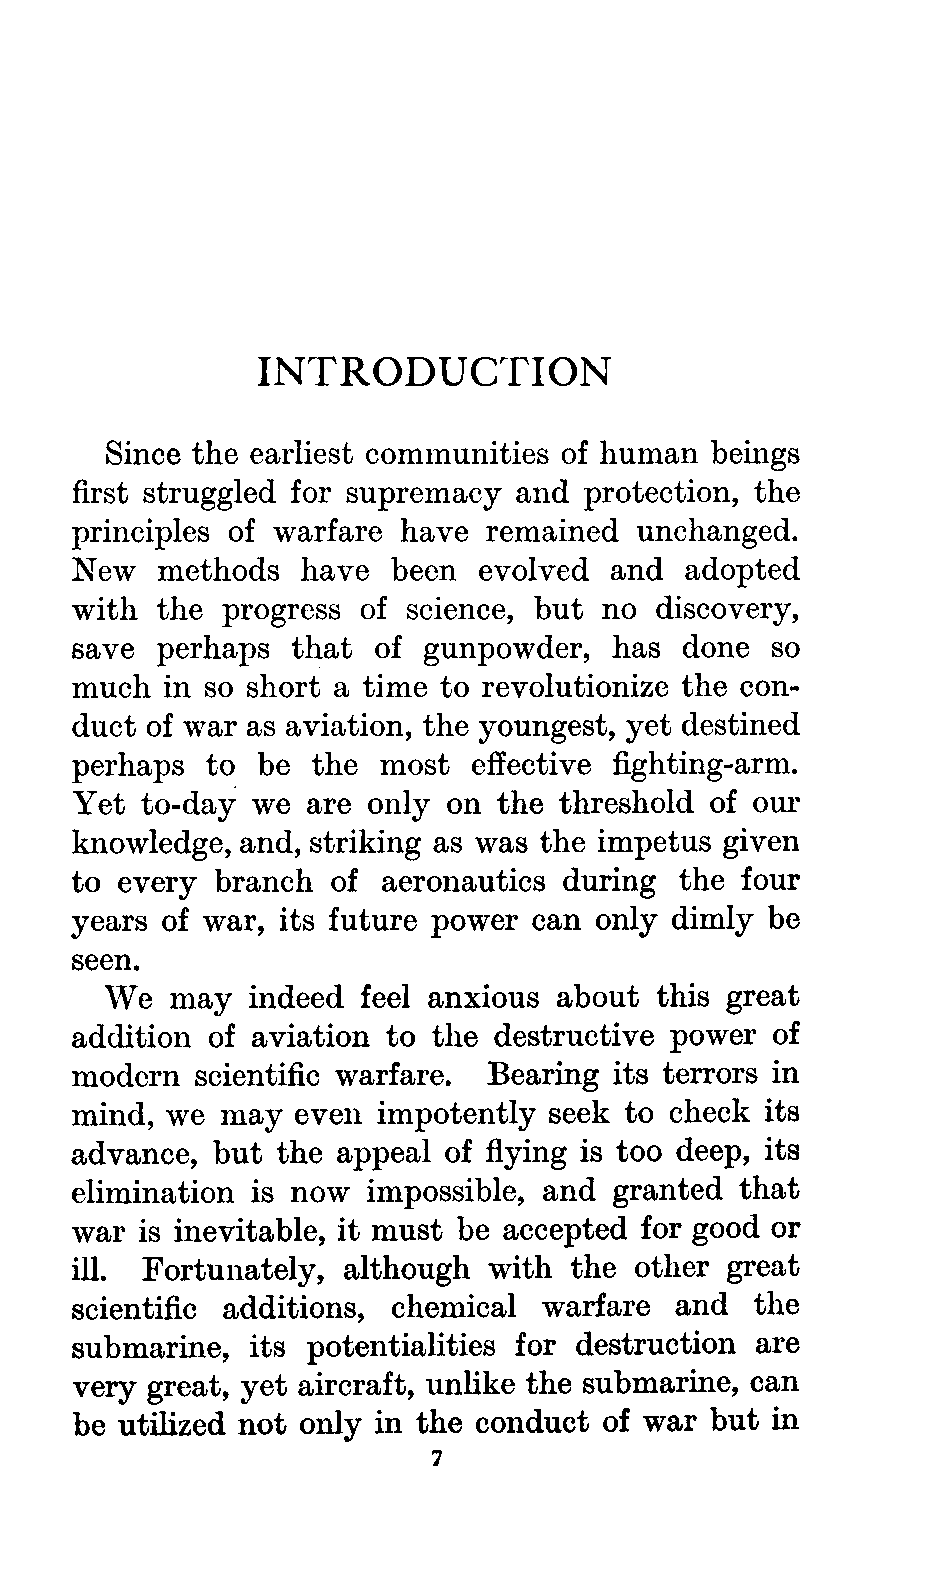 INTRODUCTION
Since the earliest communities of human beings
first struggled for supremacy and protection, the
principles of warfare have remained unchanged.
New methods have been evolved and adopted
with the progress of science, but no discovery,
save perhaps that of gunpowder, has done so
much in so short a time to revolutionize the con-
duct of war as aviation, the youngest, yet destined
perhaps to be the most effective fighting-arm.
Yet to-day we are only on the threshold of our
knowledge, and, striking as was the impetus given
to every branch of aeronautics during the four
years of war, its future power can only dimly be
seen.
We may indeed feel anxious about this great
addition of aviation to the destructive power of
modern scientific warfare. Bearing its terrors in
mind, we may even impotently seek to check its
advance, but the appeal of flying is too deep, its
elimination is now impossible, and granted that
war is inevitable, it must be accepted for good or
ill. Fortunately, although with the other great
scientific additions, chemical warfare and the
submarine, its potentialities for destruction are
very great, yet aircraft, unlike the submarine, can
be utilized not only in the conduct of war but in
7